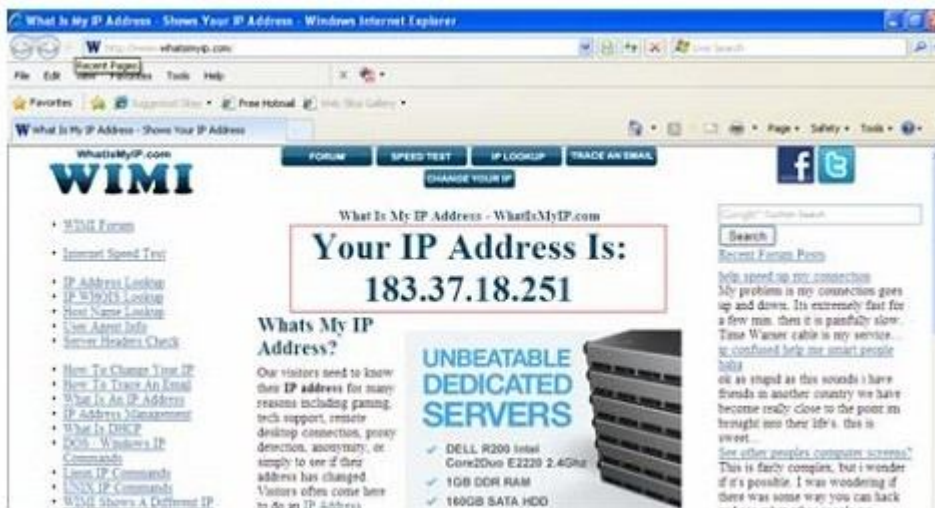 What Is My IP Address - Shows Your IP Address - Windows Internet Explorer
whatismyip.com
Recent Pages
File Edit View Favorites Tools Help
Favorites Free Hotmail
What Is My IP Address - Shows Your IP Address
Page Safety Tools
WhatIsMyIP.com
WIMI
FORUM SPEED TEST IP LOOKUP TRACE AN EMAIL
CHANGE YOUR IP
WIMI Forum
Internet Speed Test
IP Address Lookup
IP WHOIS Lookup
Host Name Lookup
User Agent Info
Server Headers Check
How To Change Your IP
How To Trace An Email
What Is An IP Address
IP Address Management
What Is DHCP
DOS - Windows IP
Commands
Linux IP Commands
UNIX IP Commands
WIMI Shows A Different IP
What Is My IP Address - WhatIsMyIP.com
Your IP Address Is:
183.37.18.251
Whats My IP
Address?
Our visitors need to know
their IP address for many
reasons including gaming,
tech support, remote
desktop connection, proxy
detection, anonymity, or
simply to see if their
address has changed.
Visitors often come here
to do an IP Address
UNBEATABLE
DEDICATED
SERVERS
DELL R200 Intel
Core2Duo E2220 2.4Ghz
1GB DDR RAM
160GB SATA HDD
f
Search
Recent Forum Posts
help speed up my connection
My problem is my connection goes
up and down. Its extremely fast for
a few min. then it is painfully slow.
Time Warner cable is my service...
confused help me smart people
haha
ok as stupid as this sounds i have
friends in another country we have
become really close to the point im
brought into their life's. this is
sweet...
See other peoples computer screens?
This is fairly complex, but i wonder
if it's possible. I was wondering if
there was some way you can hack